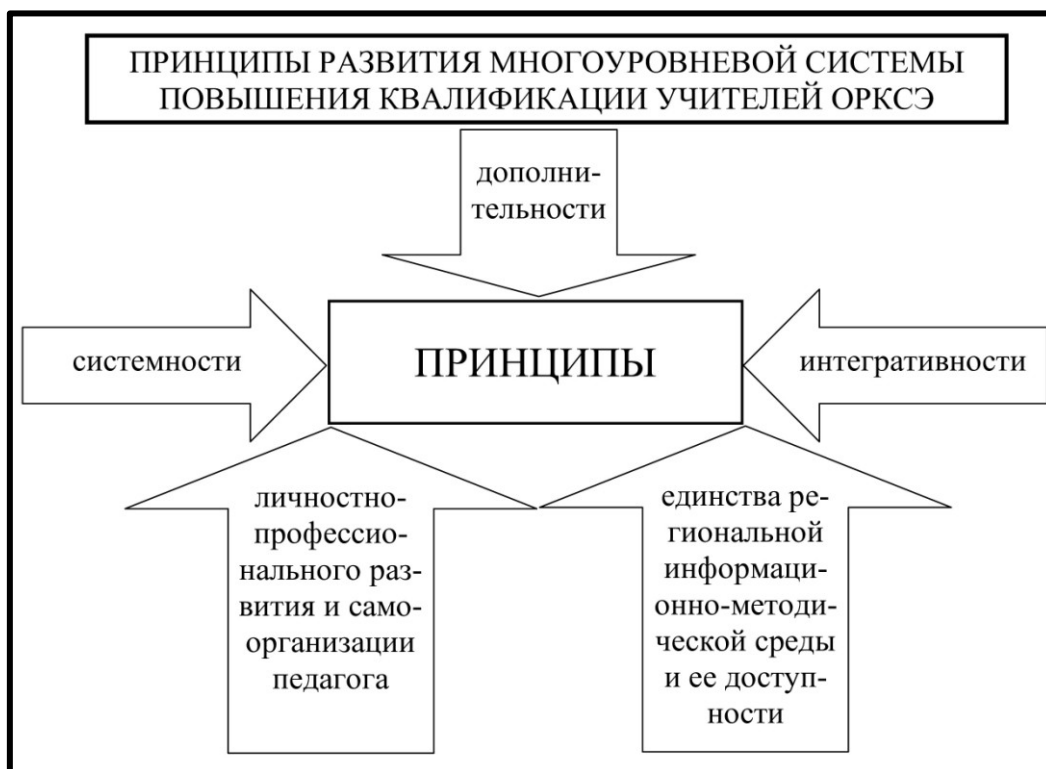 ПРИНЦИПЫ РАЗВИТИЯ МНОГОУРОВНЕВОЙ СИСТЕМЫ
ПОВЫШЕНИЯ КВАЛИФИКАЦИИ УЧИТЕЛЕЙ ОРКСЭ
дополни-
тельности
системности
ПРИНЦИПЫ
интегративности
личностно-
профессио-
нального раз-
вития и само-
организации
педагога
единства ре-
гиональной
информаци-
онно-методи-
ческой среды
и ее доступ-
ности